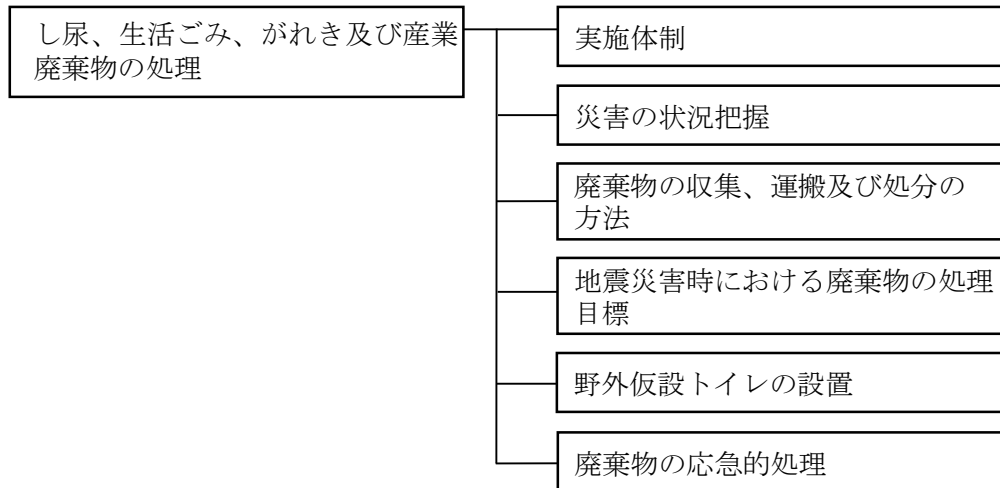 し尿、生活ごみ、がれき及び産業
廃棄物の処理
実施体制
災害の状況把握
廃棄物の収集、運搬及び処分の
方法
地震災害時における廃棄物の処理
目標
野外仮設トイレの設置
廃棄物の応急的処理